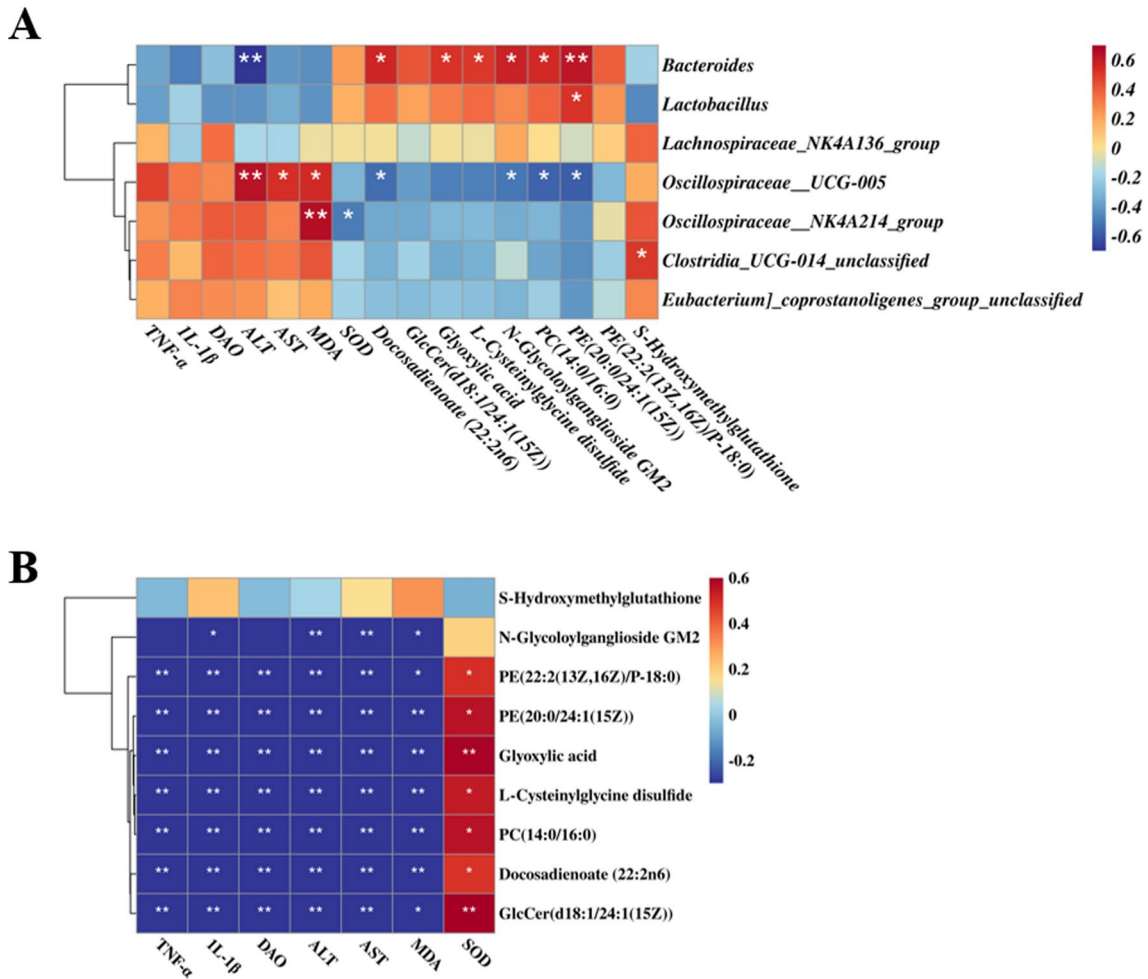 A
** * * * * * ** Bacteroides
* Lactobacillus
Lachnospiraceae_NK4A136_group
** * * * * * * Oscillospiraceae__UCG-005
** * Oscillospiraceae__NK4A214_group
* Clostridia_UCG-014_unclassified
Eubacterium]_coprostanoligenes_group_unclassified
0.6
0.4
0.2
0
-0.2
-0.4
-0.6
TNF-α
IL-1β
DAO
ALT
AST
MDA
SOD
Docosadienoate (22:2n6)
GlcCer(d18:1/24:1(15Z))
Glyoxylic acid
L-Cysteinylglycine disulfide
N-Glycoloylganglioside GM2
PC(14:0/16:0)
PE(20:0/24:1(15Z))
PE(22:2(13Z,16Z)/P-18:0)
S-Hydroxymethylglutathione
B
S-Hydroxymethylglutathione
* ** ** * N-Glycoloylganglioside GM2
** ** ** ** ** * * PE(22:2(13Z,16Z)/P-18:0)
** ** ** ** ** ** * PE(20:0/24:1(15Z))
** ** ** ** ** ** ** Glyoxylic acid
** ** ** ** ** ** * L-Cysteinylglycine disulfide
** ** ** ** ** ** * PC(14:0/16:0)
** ** ** ** ** ** * Docosadienoate (22:2n6)
** ** ** ** ** * ** GlcCer(d18:1/24:1(15Z))
0.6
0.4
0.2
0
-0.2
TNF-α
IL-1β
DAO
ALT
AST
MDA
SOD